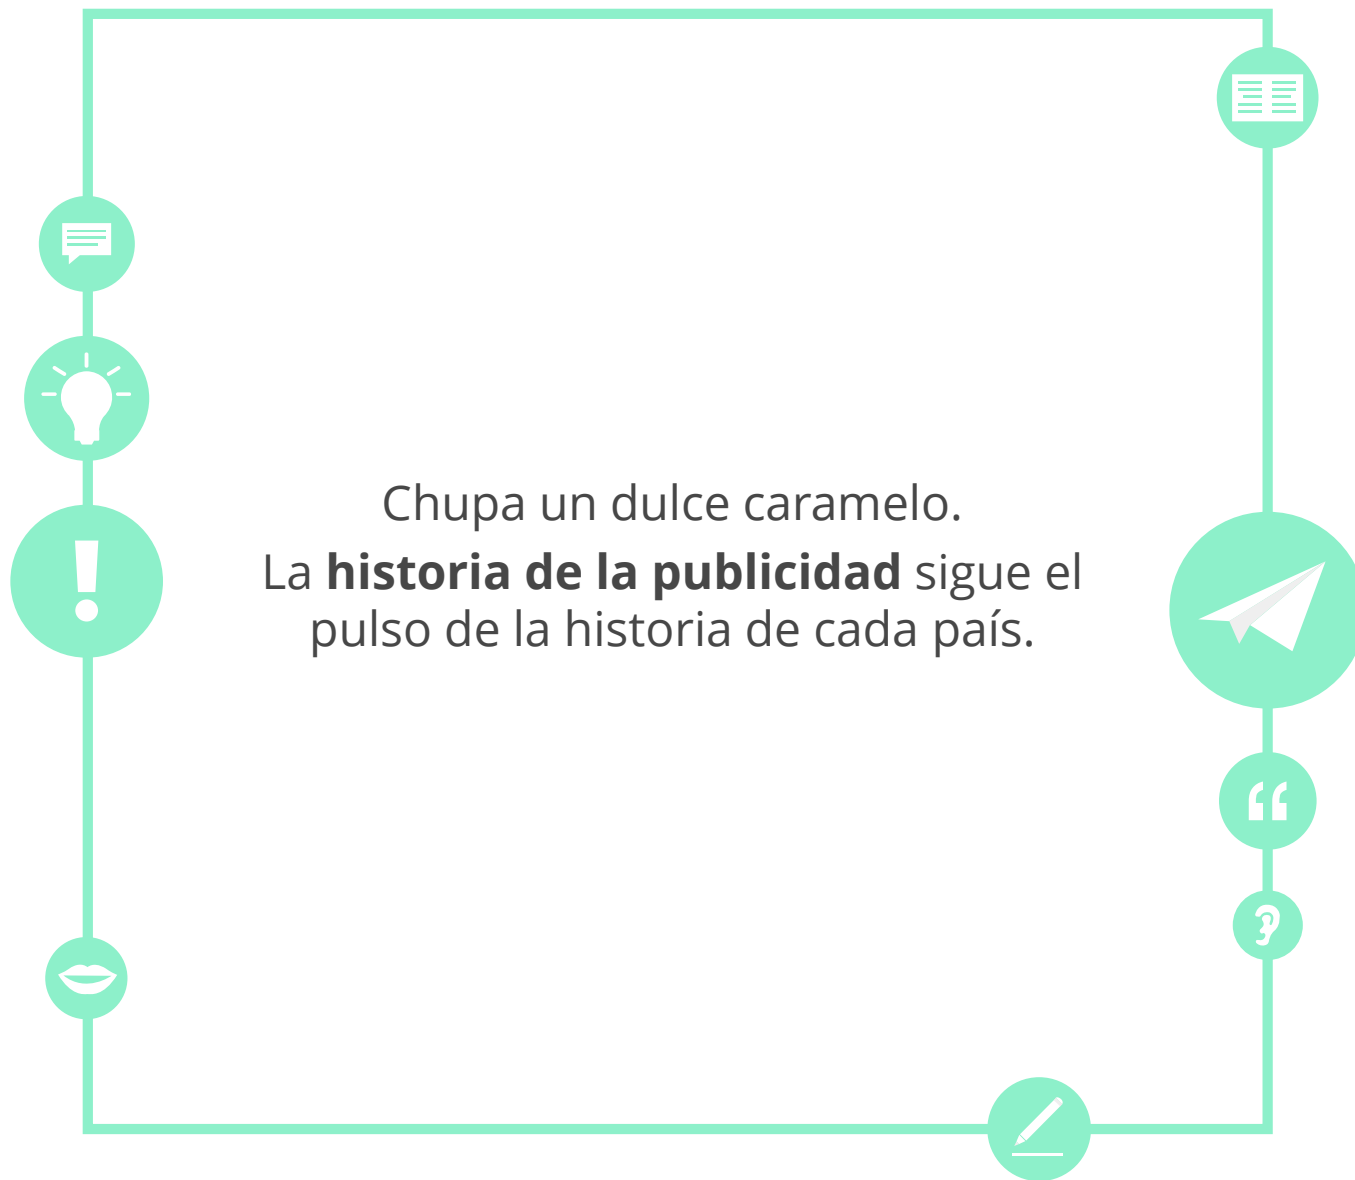 Chupa un dulce caramelo.
La historia de la publicidad sigue el
pulso de la historia de cada país.